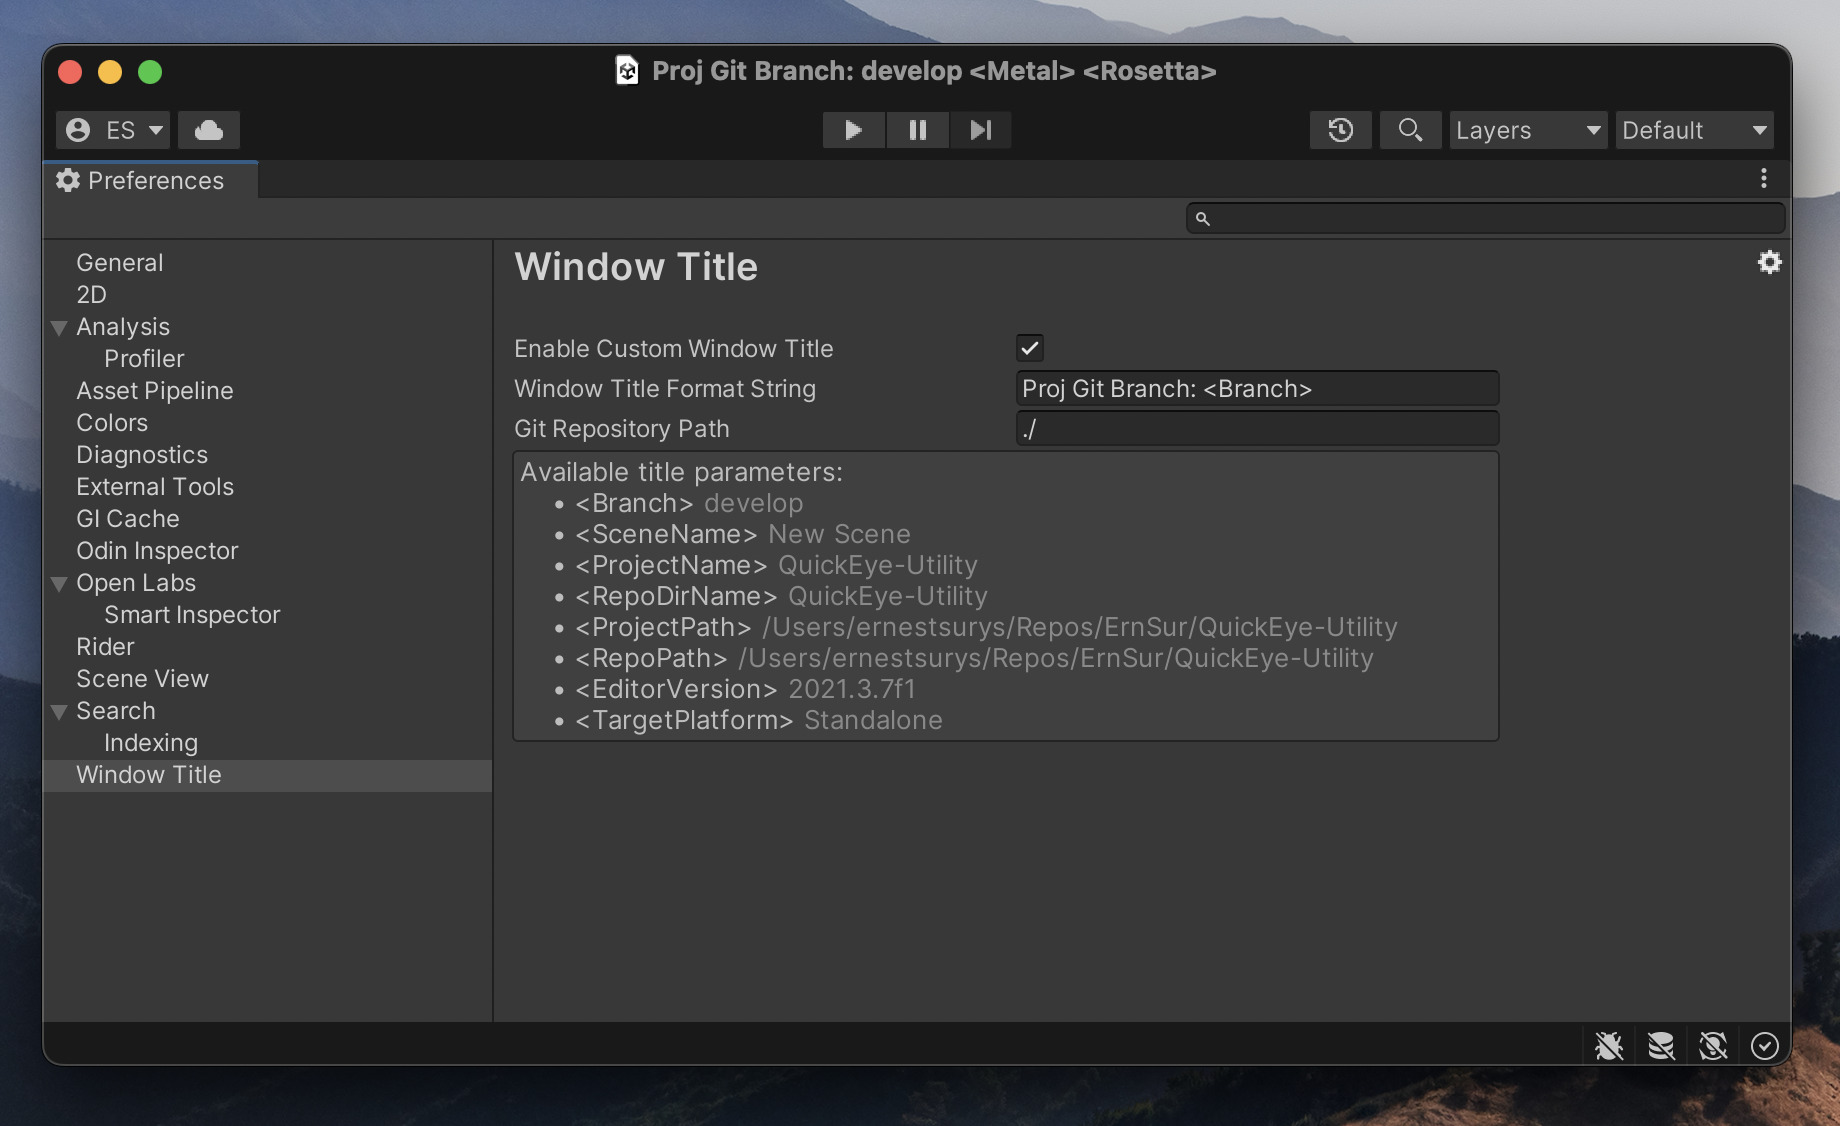 Proj Git Branch: develop <Metal> <Rosetta>
ES
Layers
Default
Preferences
General
2D
Analysis
Profiler
Asset Pipeline
Colors
Diagnostics
External Tools
GI Cache
Odin Inspector
Open Labs
Smart Inspector
Rider
Scene View
Search
Indexing
Window Title
Window Title
Enable Custom Window Title
Window Title Format String
Proj Git Branch: <Branch>
Git Repository Path
./
Available title parameters:
• <Branch> develop
• <SceneName> New Scene
• <ProjectName> QuickEye-Utility
• <RepoDirName> QuickEye-Utility
• <ProjectPath> /Users/ernestsurys/Repos/ErnSur/QuickEye-Utility
• <RepoPath> /Users/ernestsurys/Repos/ErnSur/QuickEye-Utility
• <EditorVersion> 2021.3.7f1
• <TargetPlatform> Standalone